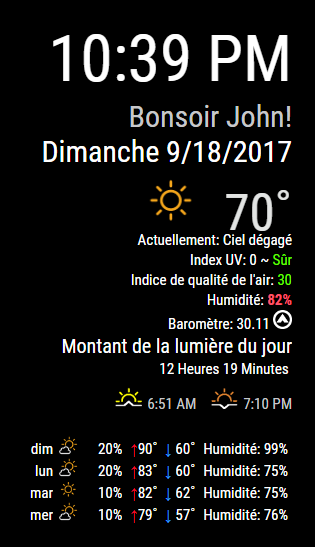 10:39 PM
Bonsoir John!
Dimanche 9/18/2017
70°
Actuellement: Ciel dégagé
Index UV: 0 ~ Sûr
Indice de qualité de l'air: 30
Humidité: 82%
Baromètre: 30.11
Montant de la lumière du jour
12 Heures 19 Minutes
6:51 AM 7:10 PM
dim 20% ↑90° ↓ 60° Humidité: 99%
lun 20% ↑83° ↓ 60° Humidité: 75%
mar 10% ↑82° ↓ 62° Humidité: 75%
mer 10% ↑79° ↓ 57° Humidité: 76%